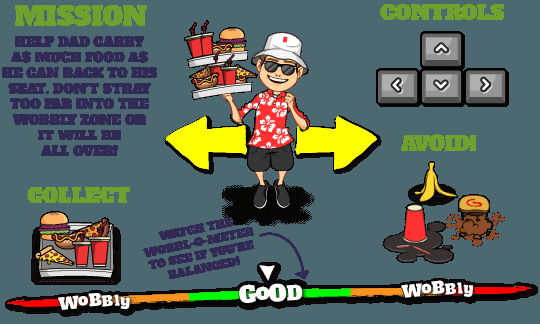 MISSION
HELP DAD CARRY
AS MUCH FOOD AS
HE CAN BACK TO HIS
SEAT. DON'T STRAY
TOO FAR INTO THE
WOBBLY ZONE OR
IT WILL BE
ALL OVER!
CONTROLS
AVOID!
COLLECT
WATCH THE
WOBBL-O-METER
TO SEE IF YOU'RE
BALANCED!
WoBBly
GOOD
WoBBly